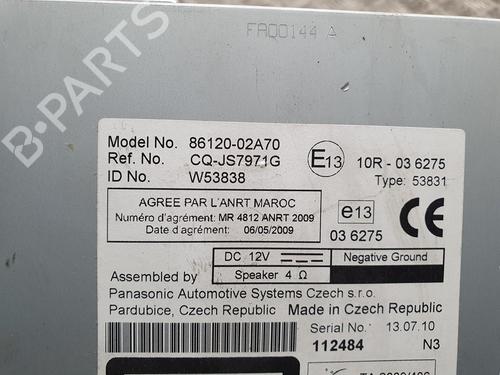 FAQ0144 A
B-PARTS
Model No. 86120-02A70
Ref. No. CQ-JS7971G
ID No. W53838
E13 10R - 03 6275
Type: 53831
AGREE PAR L'ANRT MAROC
Numéro d'agrément: MR 4812 ANRT 2009
Date d'agrément: 06/05/2009
e13
03 6275
CE
DC 12V Negative Ground
Speaker 4 Ω
Assembled by
Panasonic Automotive Systems Czech s.r.o.
Pardubice, Czech Republic Made in Czech Republic
Serial No. 13.07.10
112484 N3